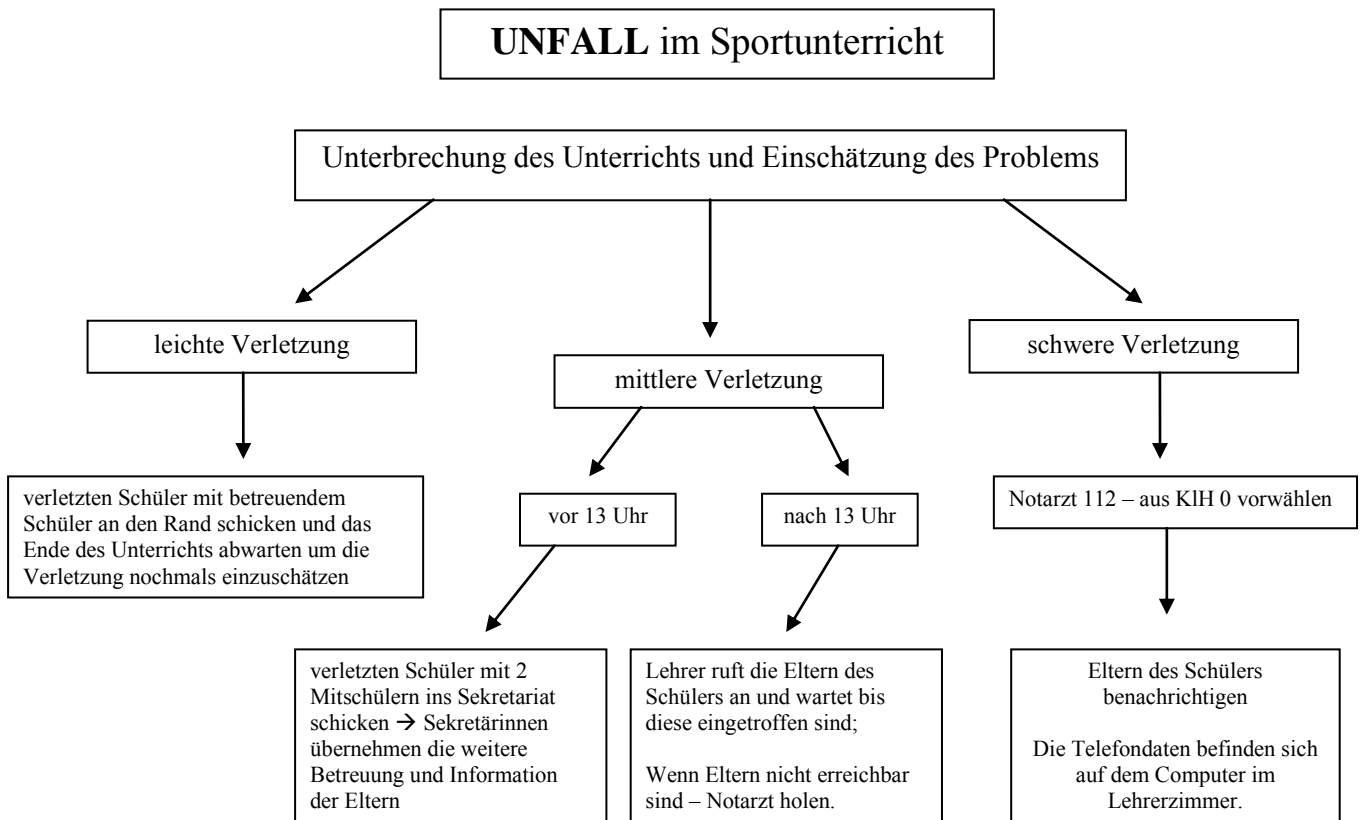 UNFALL im Sportunterricht
Unterbrechung des Unterrichts und Einschätzung des Problems
leichte Verletzung
mittlere Verletzung
schwere Verletzung
verletzten Schüler mit betreuendem
Schüler an den Rand schicken und das
Ende des Unterrichts abwarten um die
Verletzung nochmals einzuschätzen
vor 13 Uhr
nach 13 Uhr
Notarzt 112 – aus KlH 0 vorwählen
verletzten Schüler mit 2
Mitschülern ins Sekretariat
schicken → Sekretärinnen
übernehmen die weitere
Betreuung und Information
der Eltern
Lehrer ruft die Eltern des
Schülers an und wartet bis
diese eingetroffen sind;
Wenn Eltern nicht erreichbar
sind – Notarzt holen.
Eltern des Schülers
benachrichtigen
Die Telefondaten befinden sich
auf dem Computer im
Lehrerzimmer.